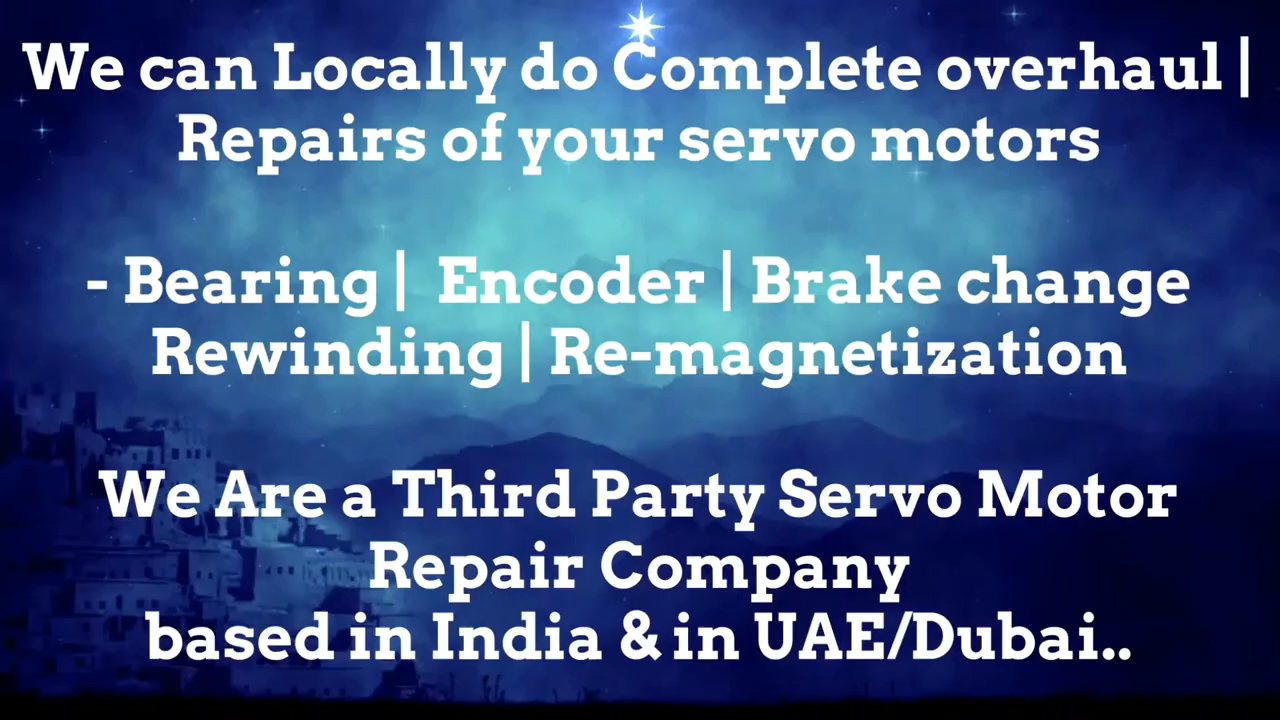 We can Locally do Complete overhaul |
Repairs of your servo motors
- Bearing | Encoder | Brake change
Rewinding | Re-magnetization
We Are a Third Party Servo Motor
Repair Company
based in India & in UAE/Dubai..